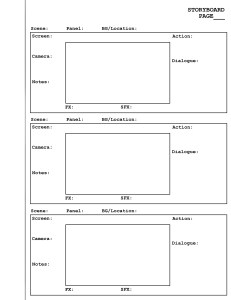 STORYBOARD
PAGE____
Scene: Panel: BG/Location:
Screen: Action:
Camera:
Dialogue:
Notes:
FX: SFX:
Scene: Panel: BG/Location:
Screen: Action:
Camera:
Dialogue:
Notes:
FX: SFX:
Scene: Panel: BG/Location:
Screen: Action:
Camera:
Dialogue:
Notes:
FX: SFX: